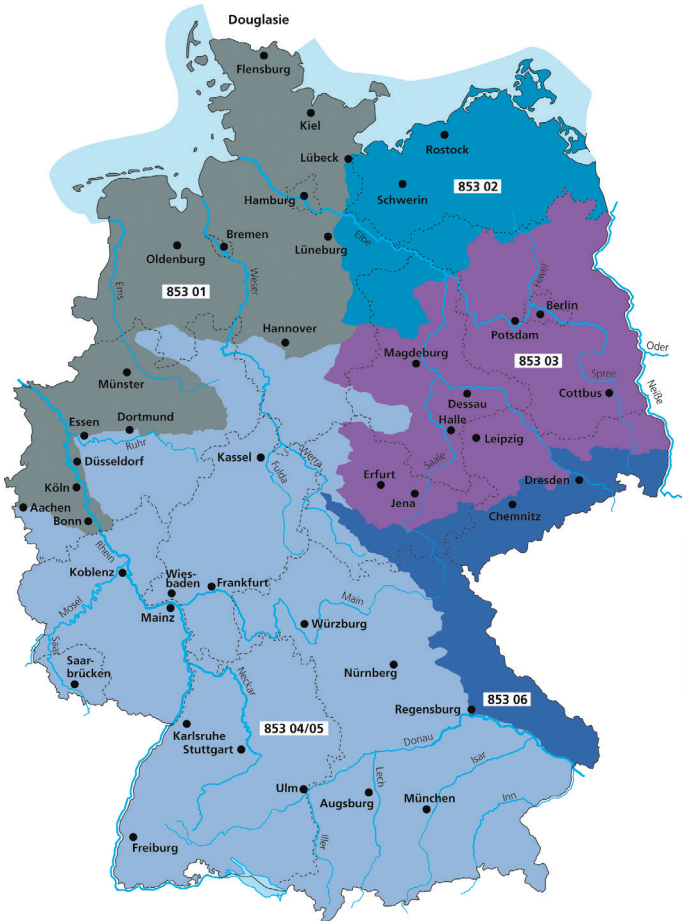 Douglasie
Flensburg
Kiel
Lübeck
Rostock
853 02
Schwerin
Hamburg
Elbe
Lüneburg
Bremen
Oldenburg
Weser
Ems
853 01
Havel
Berlin
Potsdam
Hannover
Magdeburg
853 03
Oder
Münster
Spree
Neiße
Cottbus
Dessau
Dortmund
Essen
Halle
Ruhr
Leipzig
Werra
Düsseldorf
Kassel
Saale
Fulda
Erfurt
Dresden
Köln
Jena
Aachen
Chemnitz
Bonn
Rhein
Koblenz
Wies-
baden
Frankfurt
Mosel
Main
Mainz
Würzburg
Saar
Saar-
brücken
Nürnberg
Neckar
853 06
Regensburg
853 04/05
Karlsruhe
Donau
Stuttgart
Isar
Lech
Ulm
Augsburg
München
Inn
Iller
Freiburg